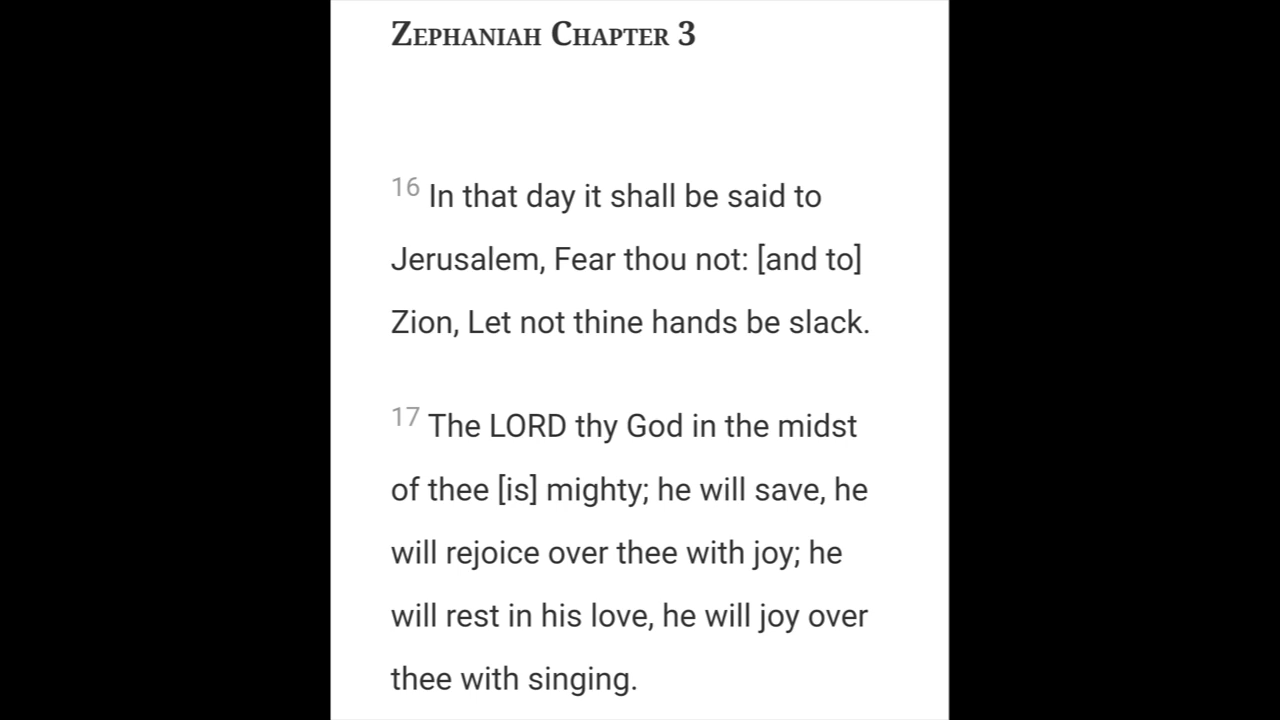 Zephaniah Chapter 3
16 In that day it shall be said to
Jerusalem, Fear thou not: [and to]
Zion, Let not thine hands be slack.
17 The LORD thy God in the midst
of thee [is] mighty; he will save, he
will rejoice over thee with joy; he
will rest in his love, he will joy over
thee with singing.